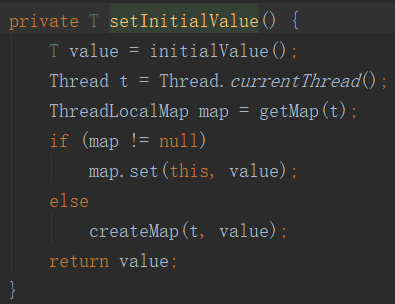 private T setInitialValue() {
    T value = initialValue();
    Thread t = Thread.currentThread();
    ThreadLocalMap map = getMap(t);
    if (map != null)
        map.set(this, value);
    else
        createMap(t, value);
    return value;
}